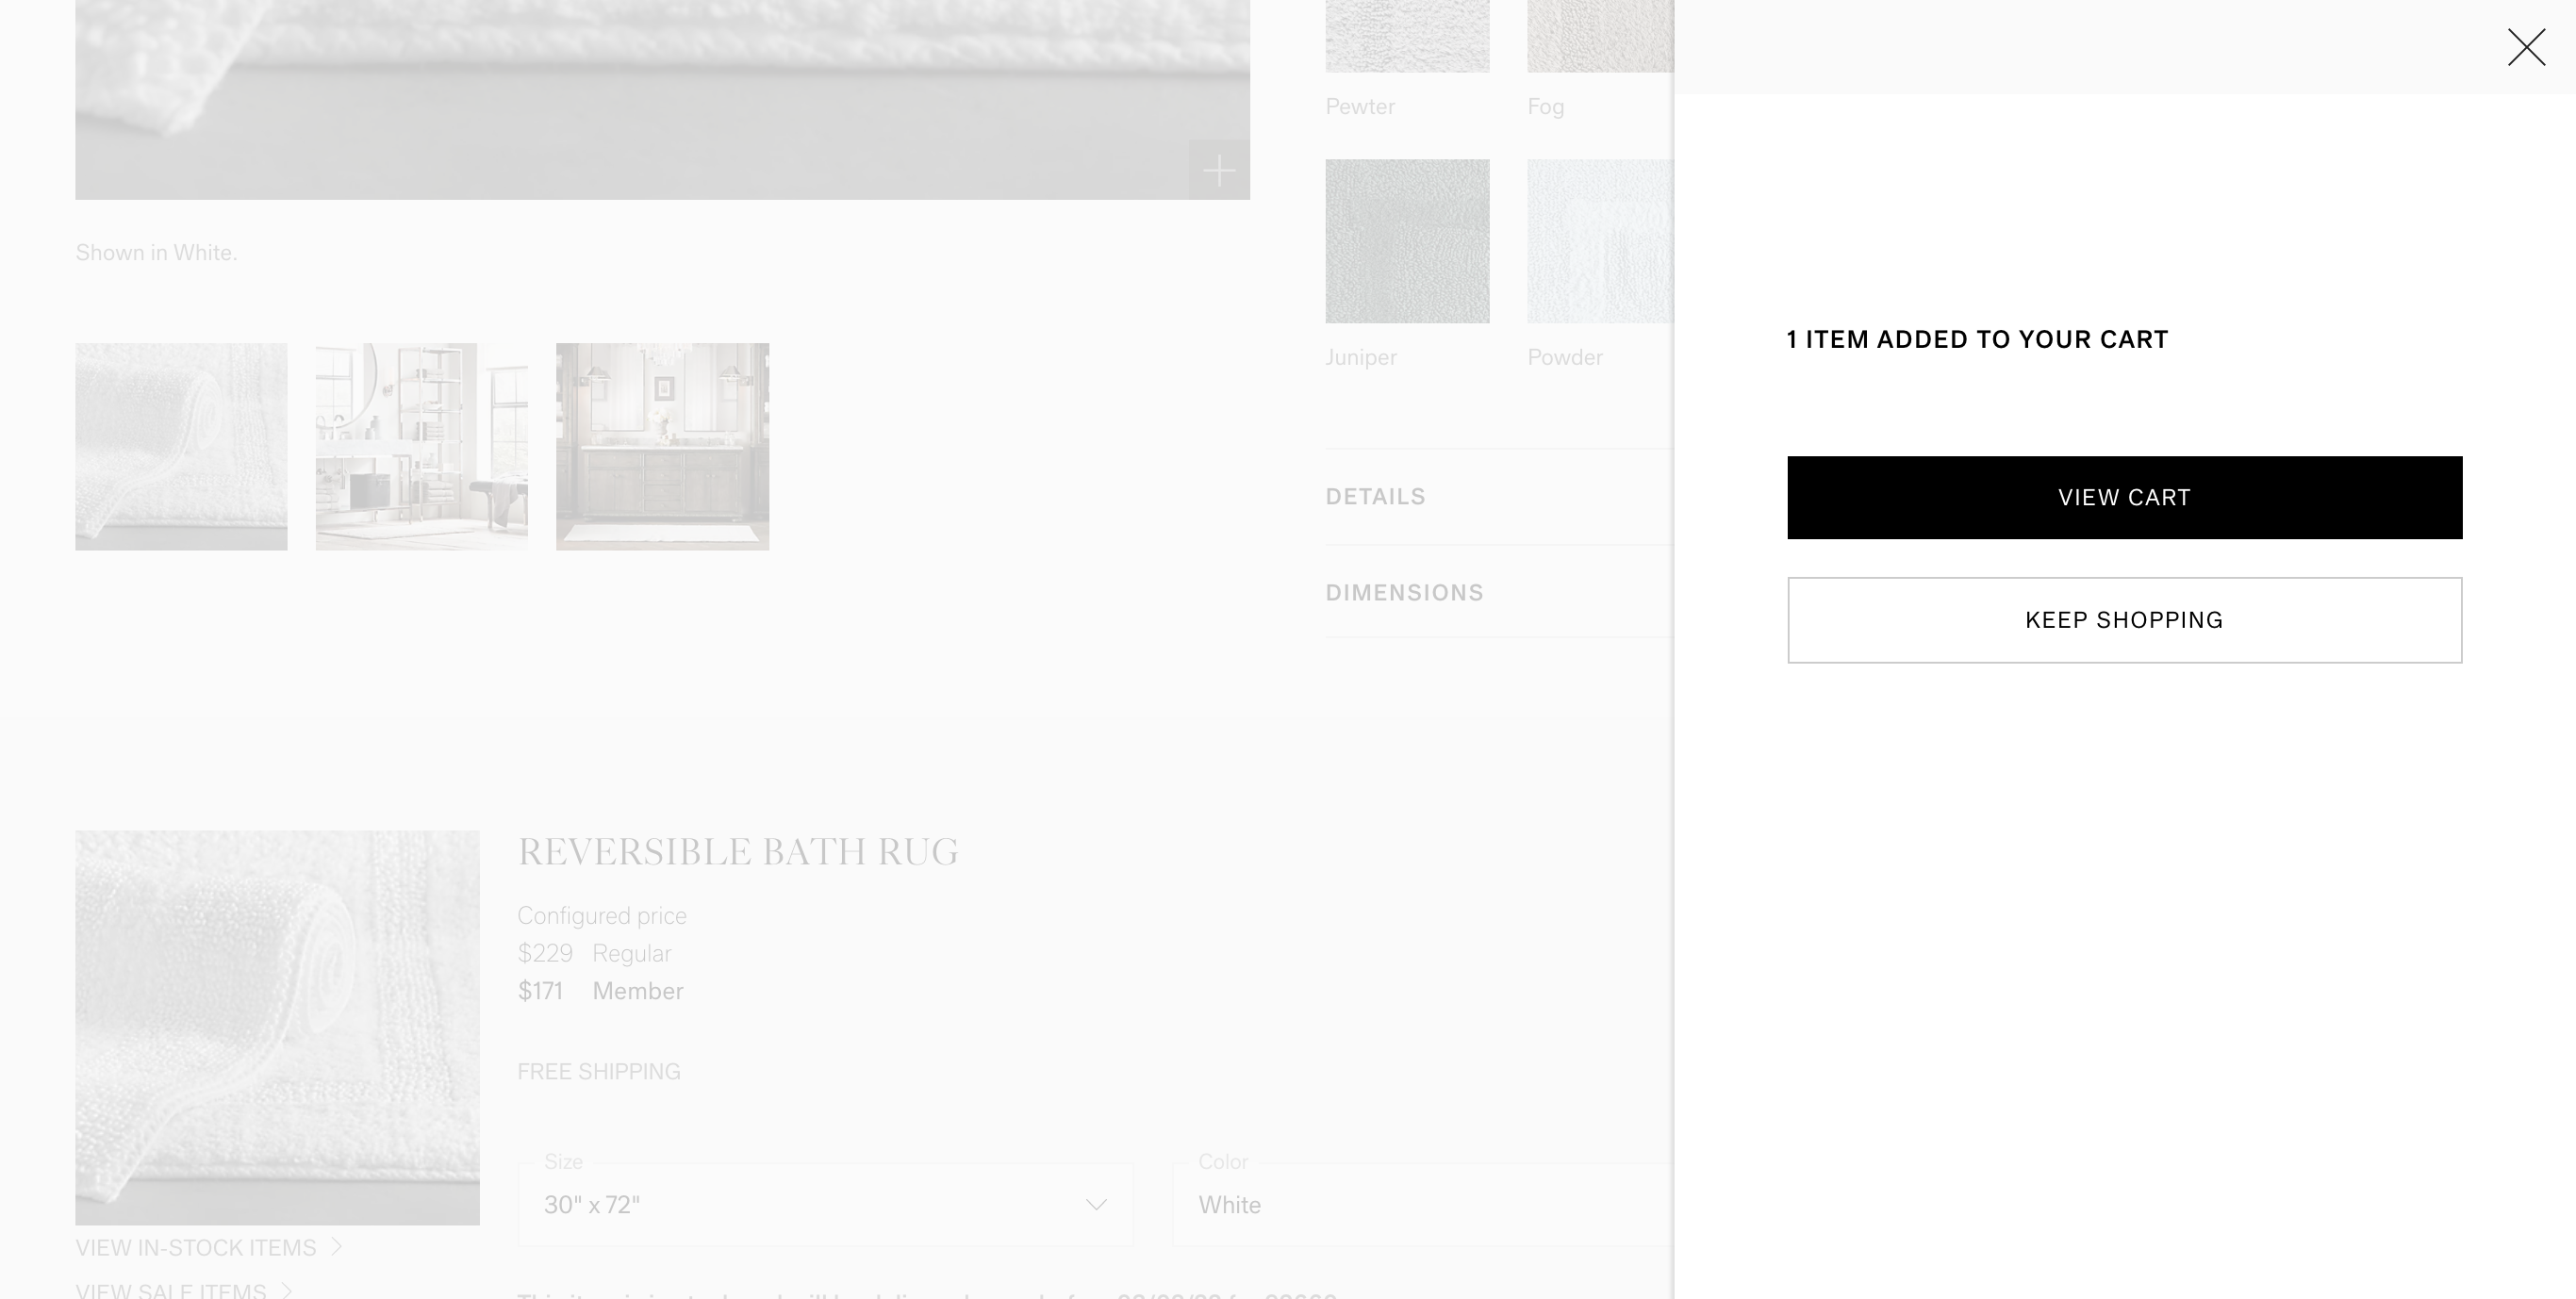 Pewter
Fog
Shown in White.
Juniper
Powder
DETAILS
DIMENSIONS
1 ITEM ADDED TO YOUR CART
VIEW CART
KEEP SHOPPING
REVERSIBLE BATH RUG
Configured price
$229 Regular
$171 Member
FREE SHIPPING
Size
30" x 72"
Color
White
VIEW IN-STOCK ITEMS
VIEW SALE ITEMS